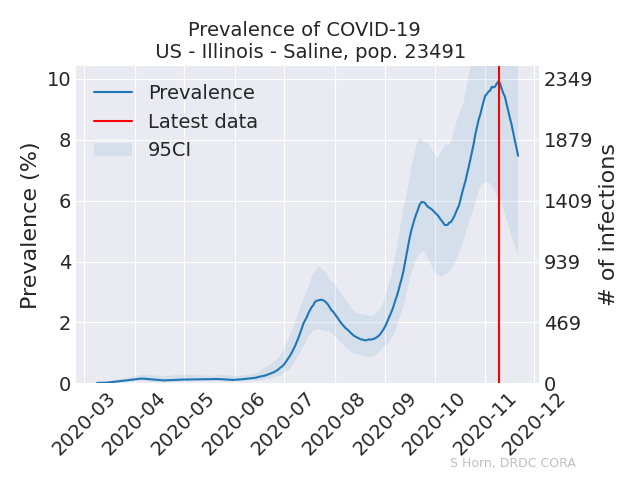 Prevalence of COVID-19
US - Illinois - Saline, pop. 23491
Prevalence
Latest data
95CI
Prevalence (%)
10
8
6
4
2
0
2349
1879
1409
939
469
0
# of infections
2020-03
2020-04
2020-05
2020-06
2020-07
2020-08
2020-09
2020-10
2020-11
2020-12
S Horn, DRDC CORA